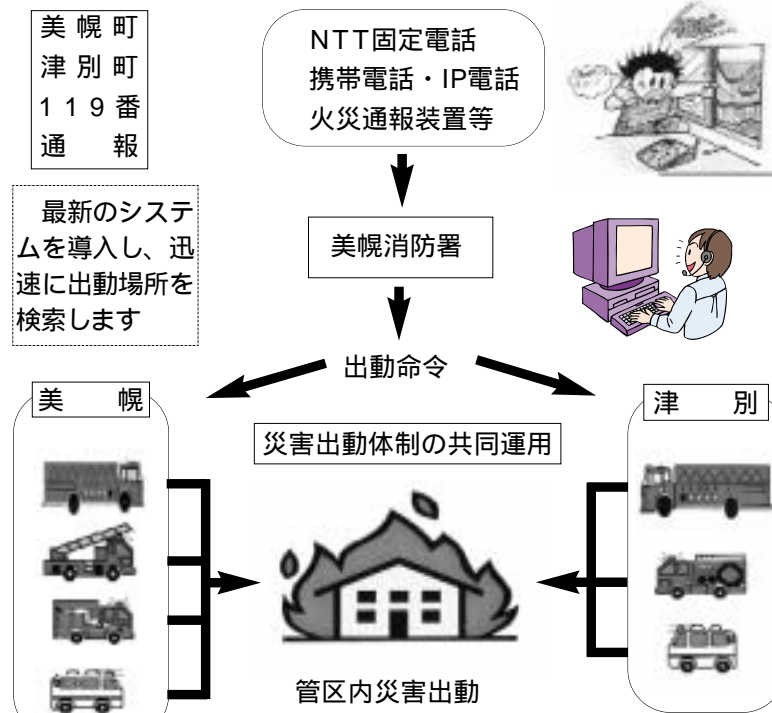 美幌町
津別町
119番
通報
NTT固定電話
携帯電話・IP電話
火災通報装置等
最新のシステ
ムを導入し、迅
速に出動場所を
検索します
美幌消防署
出動命令
美幌
津別
災害出動体制の共同運用
管区内災害出動